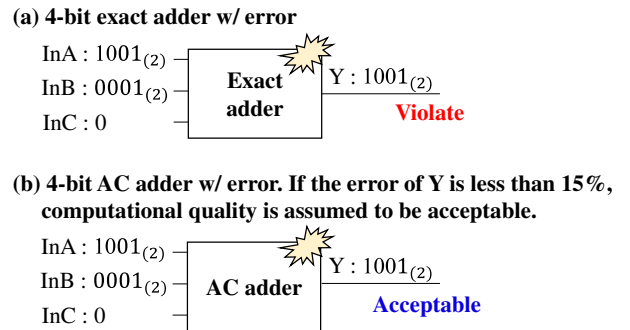 (a) 4-bit exact adder w/ error
InA : 1001(2)
InB : 0001(2)
InC : 0
Exact
adder
Y : 1001(2)
Violate
(b) 4-bit AC adder w/ error. If the error of Y is less than 15%,
computational quality is assumed to be acceptable.
InA : 1001(2)
InB : 0001(2)
InC : 0
AC adder
Y : 1001(2)
Acceptable